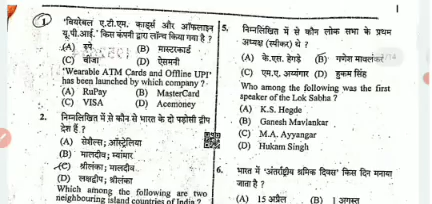 1
'वियरेबल ए.टी.एम. कार्ड्स और ऑफलाइन
यू.पी.आई.' किस कंपनी द्वारा लॉन्च किया गया है ?
(A) रुपे (B) मास्टरकार्ड
(C) वीज़ा (D) ऐसमनी
'Wearable ATM Cards and Offline UPI'
has been launched by which company ?
(A) RuPay (B) MasterCard
(C) VISA (D) Acemoney
2. निम्नलिखित में से कौन से भारत के दो पड़ोसी द्वीप
देश हैं ?
(A) सेशैल्स; ऑस्ट्रेलिया
(B) मालदीव; म्यांमार
(C) श्रीलंका; मालदीव
(D) लक्षद्वीप; श्रीलंका
Which among the following are two
neighbouring island countries of India ?
5. निम्नलिखित में से कौन लोक सभा के प्रथम
अध्यक्ष (स्पीकर) थे ?
(A) के.एस. हेगड़े (B) गणेश मावलंकर
(C) एम.ए. अय्यंगार (D) हुकम सिंह
Who among the following was the first
speaker of the Lok Sabha ?
(A) K.S. Hegde
(B) Ganesh Mavlankar
(C) M.A. Ayyangar
(D) Hukam Singh
6. भारत में 'अंतर्राष्ट्रीय श्रमिक दिवस' किस दिन मनाया
जाता है ?
(A) 15 अप्रैल (B) 1 अगस्त